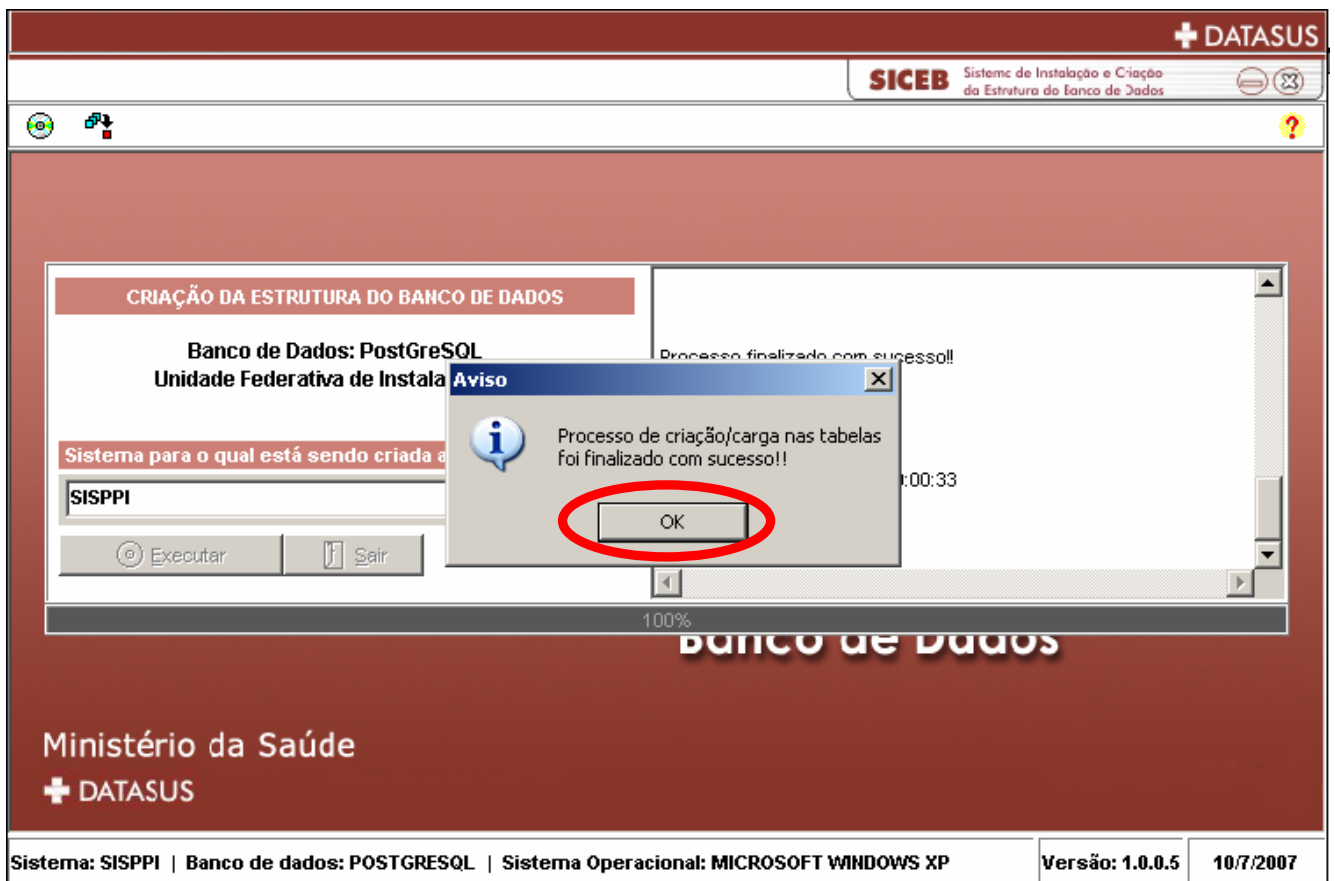 DATASUS
SICEB
Sistema de Instalação e Criação
da Estrutura do Banco de Dados
?
CRIAÇÃO DA ESTRUTURA DO BANCO DE DADOS
Banco de Dados: PostGreSQL
Unidade Federativa de Instala
Processo finalizado com sucesso!!
Aviso
Processo de criação/carga nas tabelas
foi finalizado com sucesso!!
OK
Sistema para o qual está sendo criada a
:00:33
SISPPI
Executar
Sair
100%
Banco de Dados
Ministério da Saúde
DATASUS
Sistema: SISPPI | Banco de dados: POSTGRESQL | Sistema Operacional: MICROSOFT WINDOWS XP
Versão: 1.0.0.5
10/7/2007